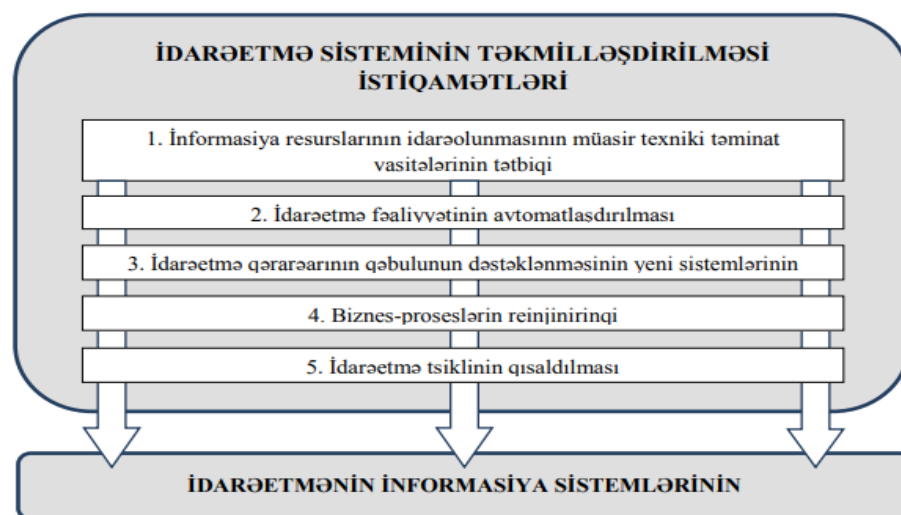 İDARƏETMƏ SİSTEMİNİN TƏKMİLLƏŞDİRİLMƏSİ
İSTİQAMƏTLƏRİ
1. İnformasiya resurslarının idarəolunmasının müasir texniki təminat
vasitələrinin tətbiqi
2. İdarəetmə fəaliyyətinin avtomatlaşdırılması
3. İdarəetmə qərarəarının qəbulunun dəstəklənməsinin yeni sistemlərinin
4. Biznes-proseslərin reinjinirinqi
5. İdarəetmə tsiklinin qısaldılması
İDARƏETMƏNİN İNFORMASİYA SİSTEMLƏRİNİN